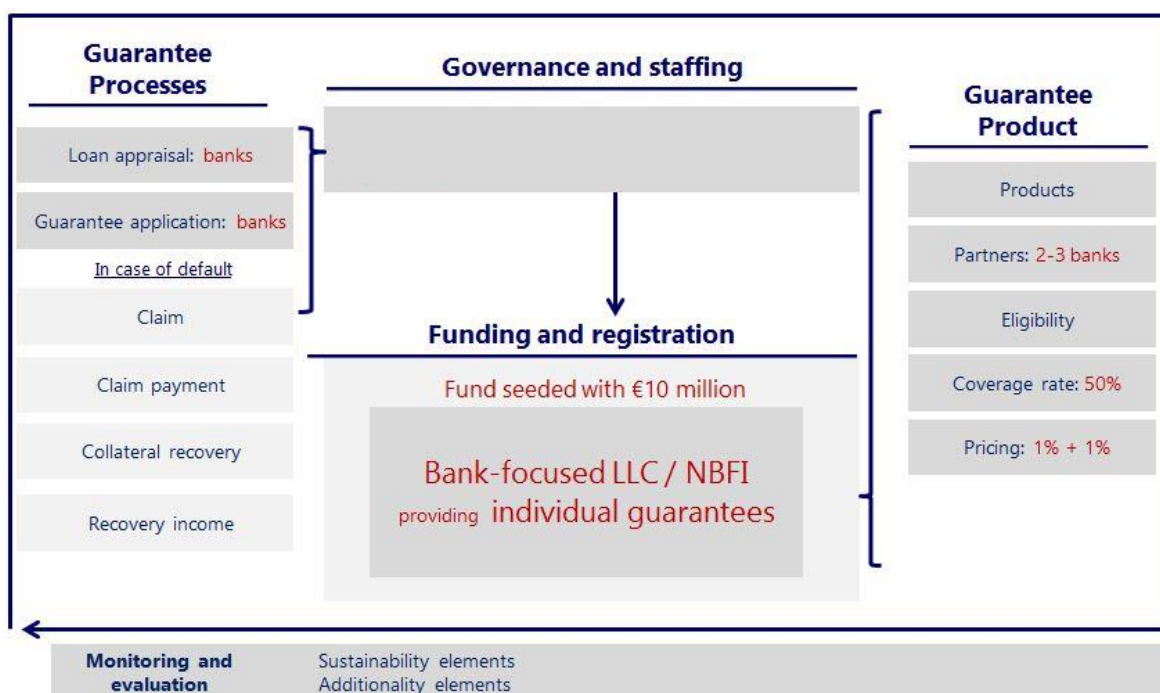 Guarantee
Processes
Loan appraisal: banks
Guarantee application: banks
In case of default
Claim
Claim payment
Collateral recovery
Recovery income
Governance and staffing
Funding and registration
Fund seeded with €10 million
Bank-focused LLC / NBFI
providing individual guarantees
Guarantee
Product
Products
Partners: 2-3 banks
Eligibility
Coverage rate: 50%
Pricing: 1% + 1%
Monitoring and
evaluation
Sustainability elements
Additionality elements